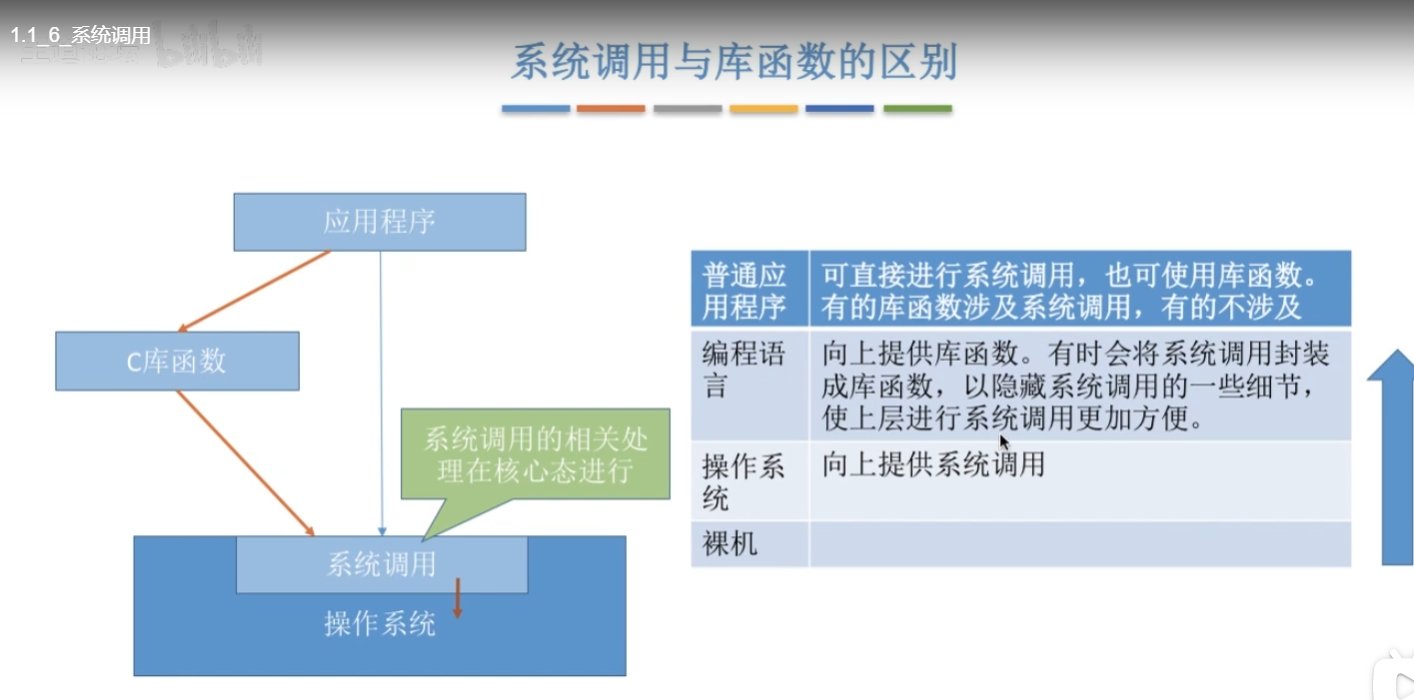 1.1_6_系统调用
系统调用与库函数的区别
应用程序
C库函数
系统调用的相关处
理在核心态进行
系统调用
操作系统
普通应
用程序
可直接进行系统调用，也可使用库函数。
有的库函数涉及系统调用，有的不涉及
编程语
言
向上提供库函数。有时会将系统调用封装
成库函数，以隐藏系统调用的一些细节，
使上层进行系统调用更加方便。
操作系
统
向上提供系统调用
裸机